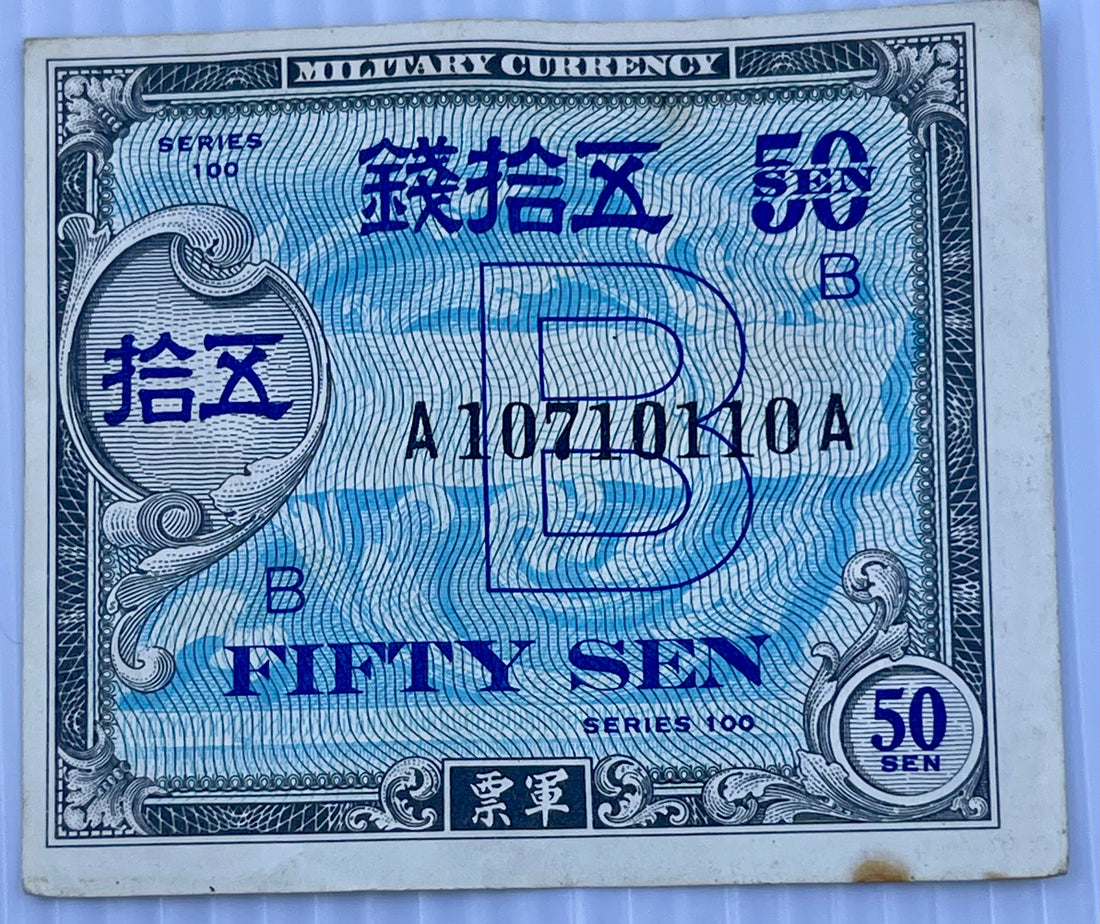 MILITARY CURRENCY
SERIES
100
錢拾五
50
SEN
B
拾五
B
A10710110A
B
FIFTY SEN
SERIES 100
50
SEN
票軍